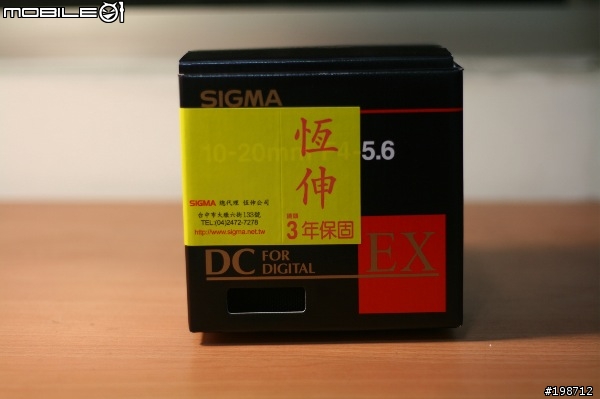 MOBILE01
SIGMA
10-20mm F4-5.6
恆伸
SIGMA 總代理 恆伸公司
台中市大墩六街133號
TEL:(04)2472-7278
http://www.sigma.net.tw
3年保固
DC FOR DIGITAL
EX
#198712